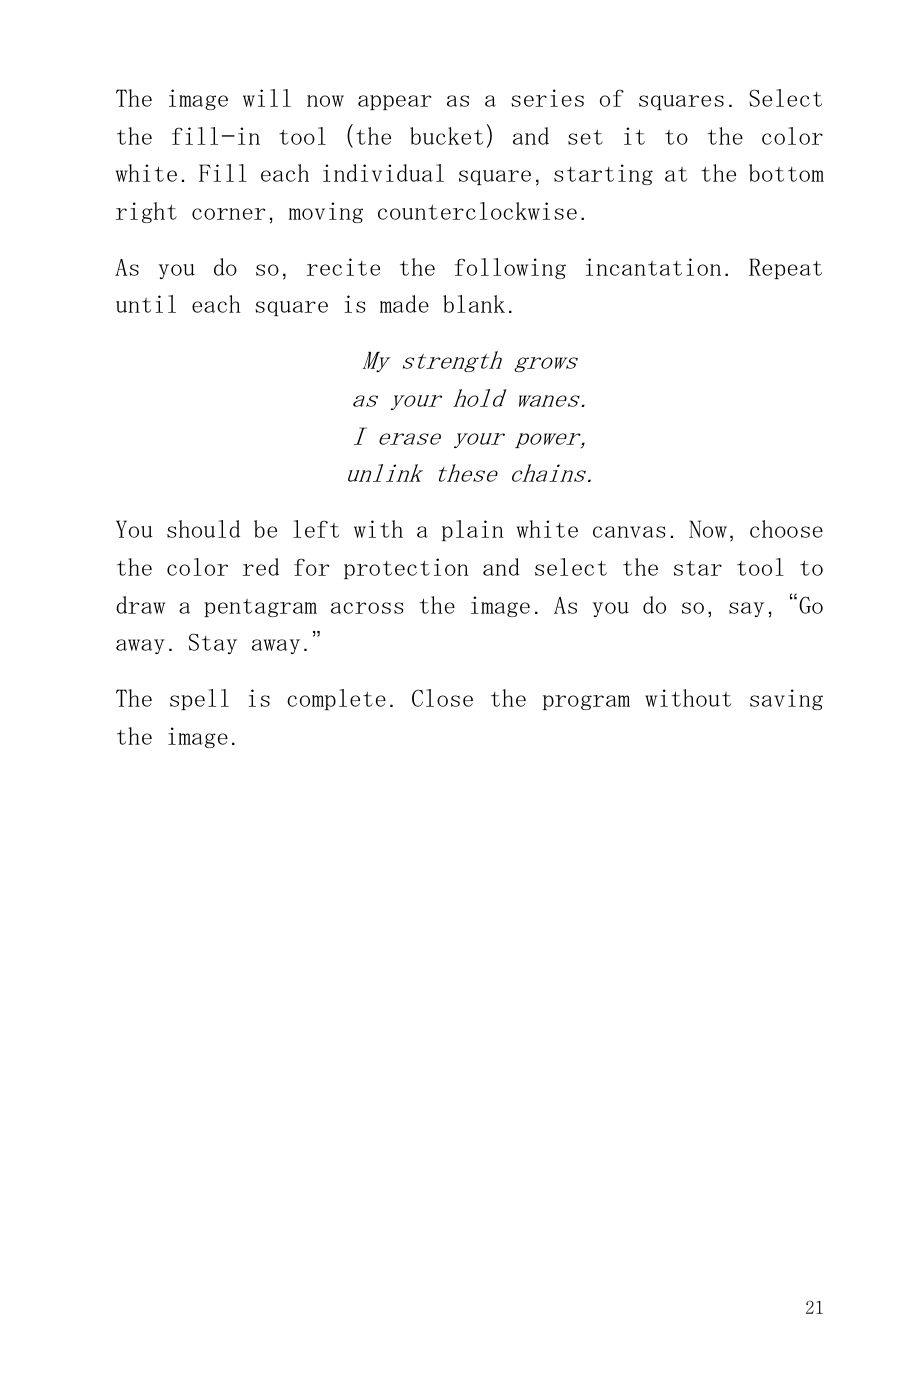 The image will now appear as a series of squares. Select
the fill-in tool (the bucket) and set it to the color
white. Fill each individual square, starting at the bottom
right corner, moving counterclockwise.
As you do so, recite the following incantation. Repeat
until each square is made blank.
My strength grows
as your hold wanes.
I erase your power,
unlink these chains.
You should be left with a plain white canvas. Now, choose
the color red for protection and select the star tool to
draw a pentagram across the image. As you do so, say, “Go
away. Stay away.”
The spell is complete. Close the program without saving
the image.
21